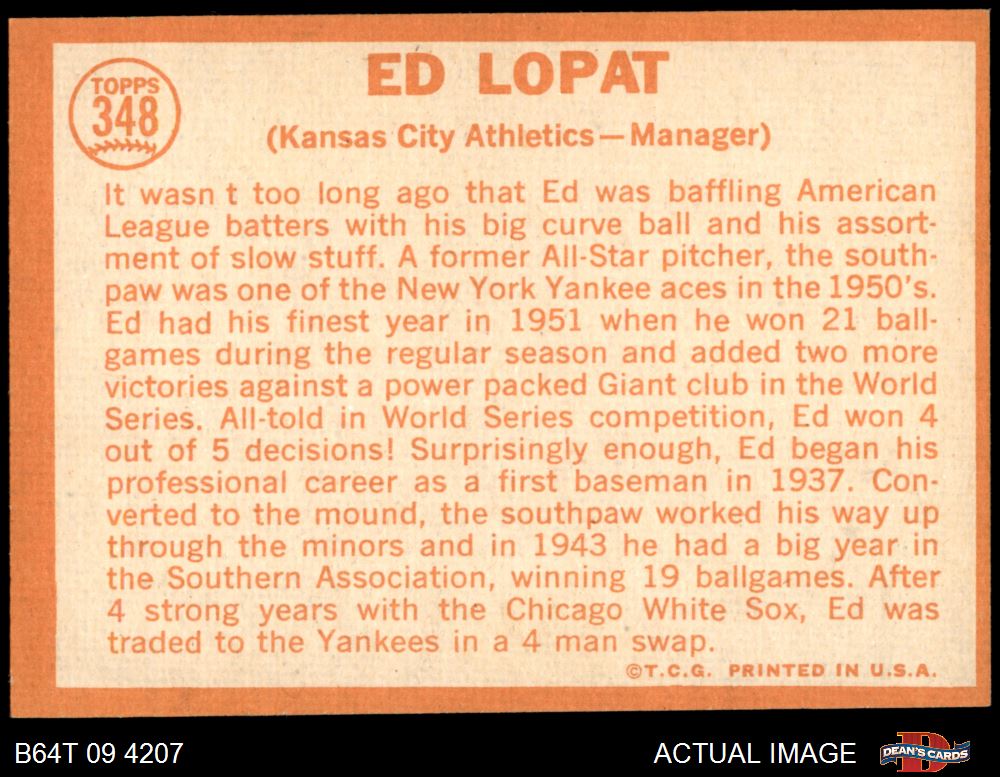 TOPPS
348
ED LOPAT
(Kansas City Athletics—Manager)
It wasn t too long ago that Ed was baffling American
League batters with his big curve ball and his assort-
ment of slow stuff. A former All-Star pitcher, the south-
paw was one of the New York Yankee aces in the 1950's.
Ed had his finest year in 1951 when he won 21 ball-
games during the regular season and added two more
victories against a power packed Giant club in the World
Series. All-told in World Series competition, Ed won 4
out of 5 decisions! Surprisingly enough, Ed began his
professional career as a first baseman in 1937. Con-
verted to the mound, the southpaw worked his way up
through the minors and in 1943 he had a big year in
the Southern Association, winning 19 ballgames. After
4 strong years with the Chicago White Sox, Ed was
traded to the Yankees in a 4 man swap.
©T.C.G. PRINTED IN U.S.A.
B64T 09 4207
ACTUAL IMAGE
D
DEAN'S CARDS